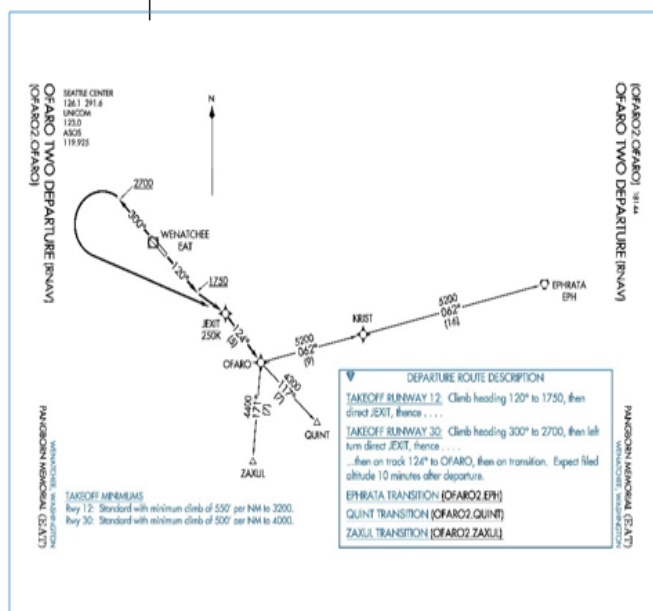 (OFARO2.OFARO) 18144
OFARO TWO DEPARTURE (RNAV)
PANGBORN MEMORIAL (EAT)
WENATCHEE, WASHINGTON
OFARO TWO DEPARTURE (RNAV)
(OFARO2.OFARO)
PANGBORN MEMORIAL (EAT)
WENATCHEE, WASHINGTON
SEATTLE CENTER
126.1 291.6
UNICOM
123.0
ASOS
119.925
N
2700
300°
WENATCHEE
EAT
120°
1750
JEXIT
250K
124°
(5)
OFARO
5200
062°
(9)
KRIST
5200
062°
(16)
EPHRATA
EPH
4300
117°
(7)
QUINT
4400
171°
(7)
ZAXUL
TAKEOFF MINIMUMS
Rwy 12: Standard with minimum climb of 550' per NM to 3200.
Rwy 30: Standard with minimum climb of 500' per NM to 4000.
DEPARTURE ROUTE DESCRIPTION
TAKEOFF RUNWAY 12: Climb heading 120° to 1750, then
direct JEXIT, thence . . . .
TAKEOFF RUNWAY 30: Climb heading 300° to 2700, then left
turn direct JEXIT, thence . . . .
...then on track 124° to OFARO, then on transition. Expect filed
altitude 10 minutes after departure.
EPHRATA TRANSITION (OFARO2.EPH)
QUINT TRANSITION (OFARO2.QUINT)
ZAXUL TRANSITION (OFARO2.ZAXUL)